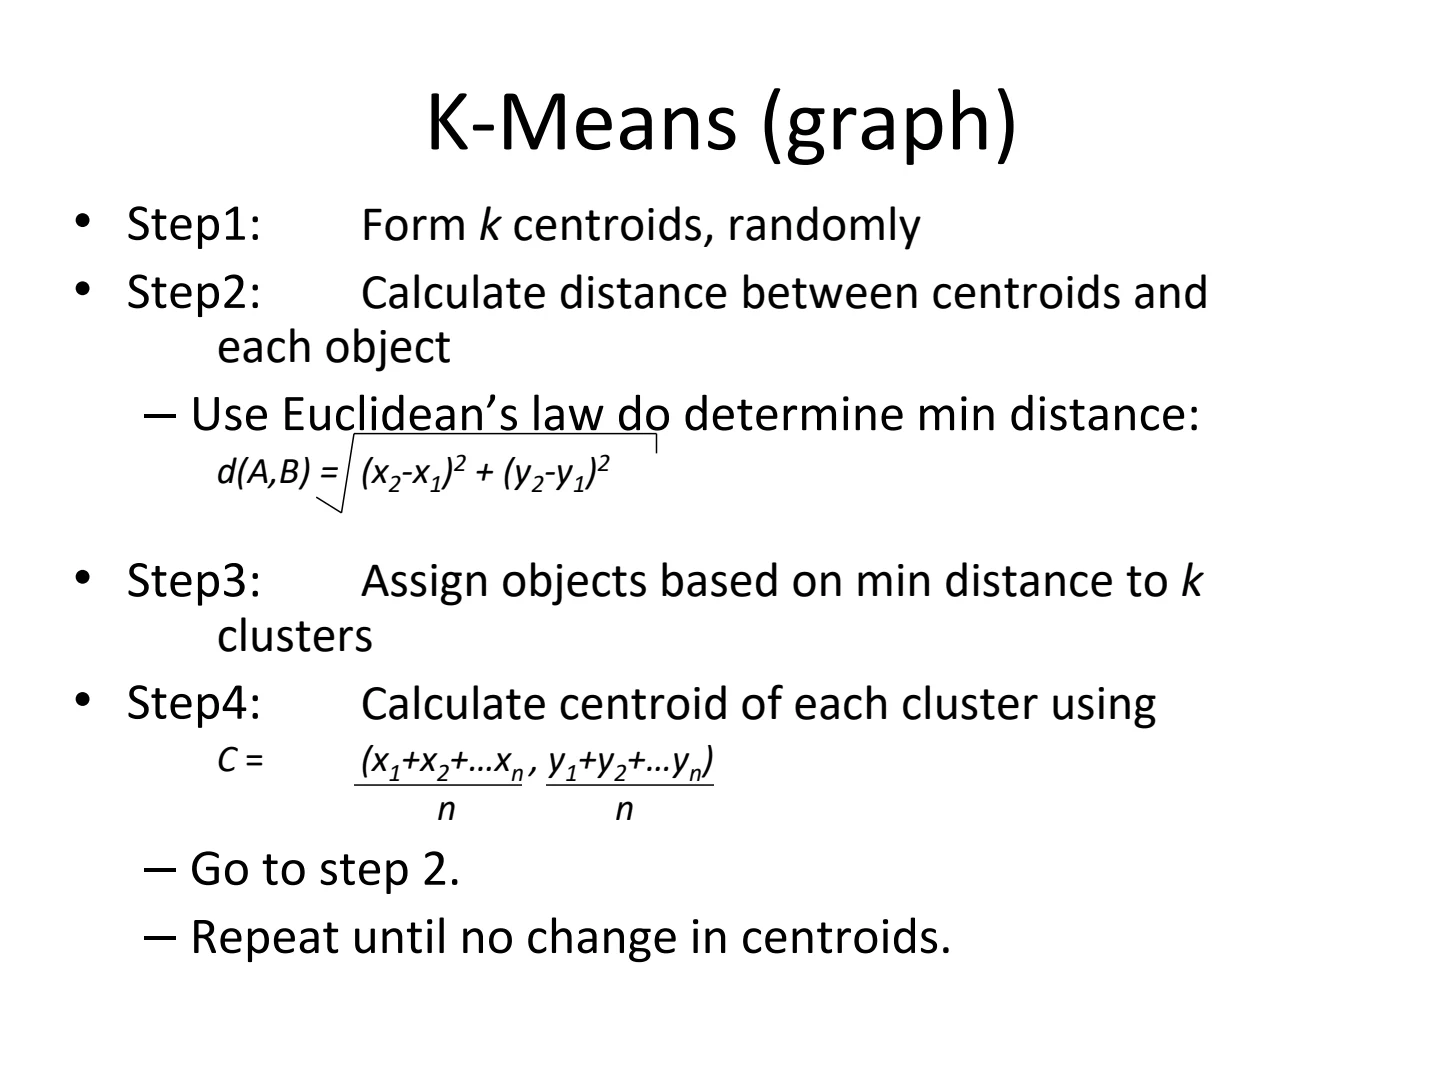 K-Means (graph)
• Step1: Form k centroids, randomly
• Step2: Calculate distance between centroids and
each object
– Use Euclidean’s law do determine min distance:
d(A,B) = √(x₂-x₁)² + (y₂-y₁)²
• Step3: Assign objects based on min distance to k
clusters
• Step4: Calculate centroid of each cluster using
C = (x₁+x₂+…xₙ , y₁+y₂+…yₙ)
n n
– Go to step 2.
– Repeat until no change in centroids.